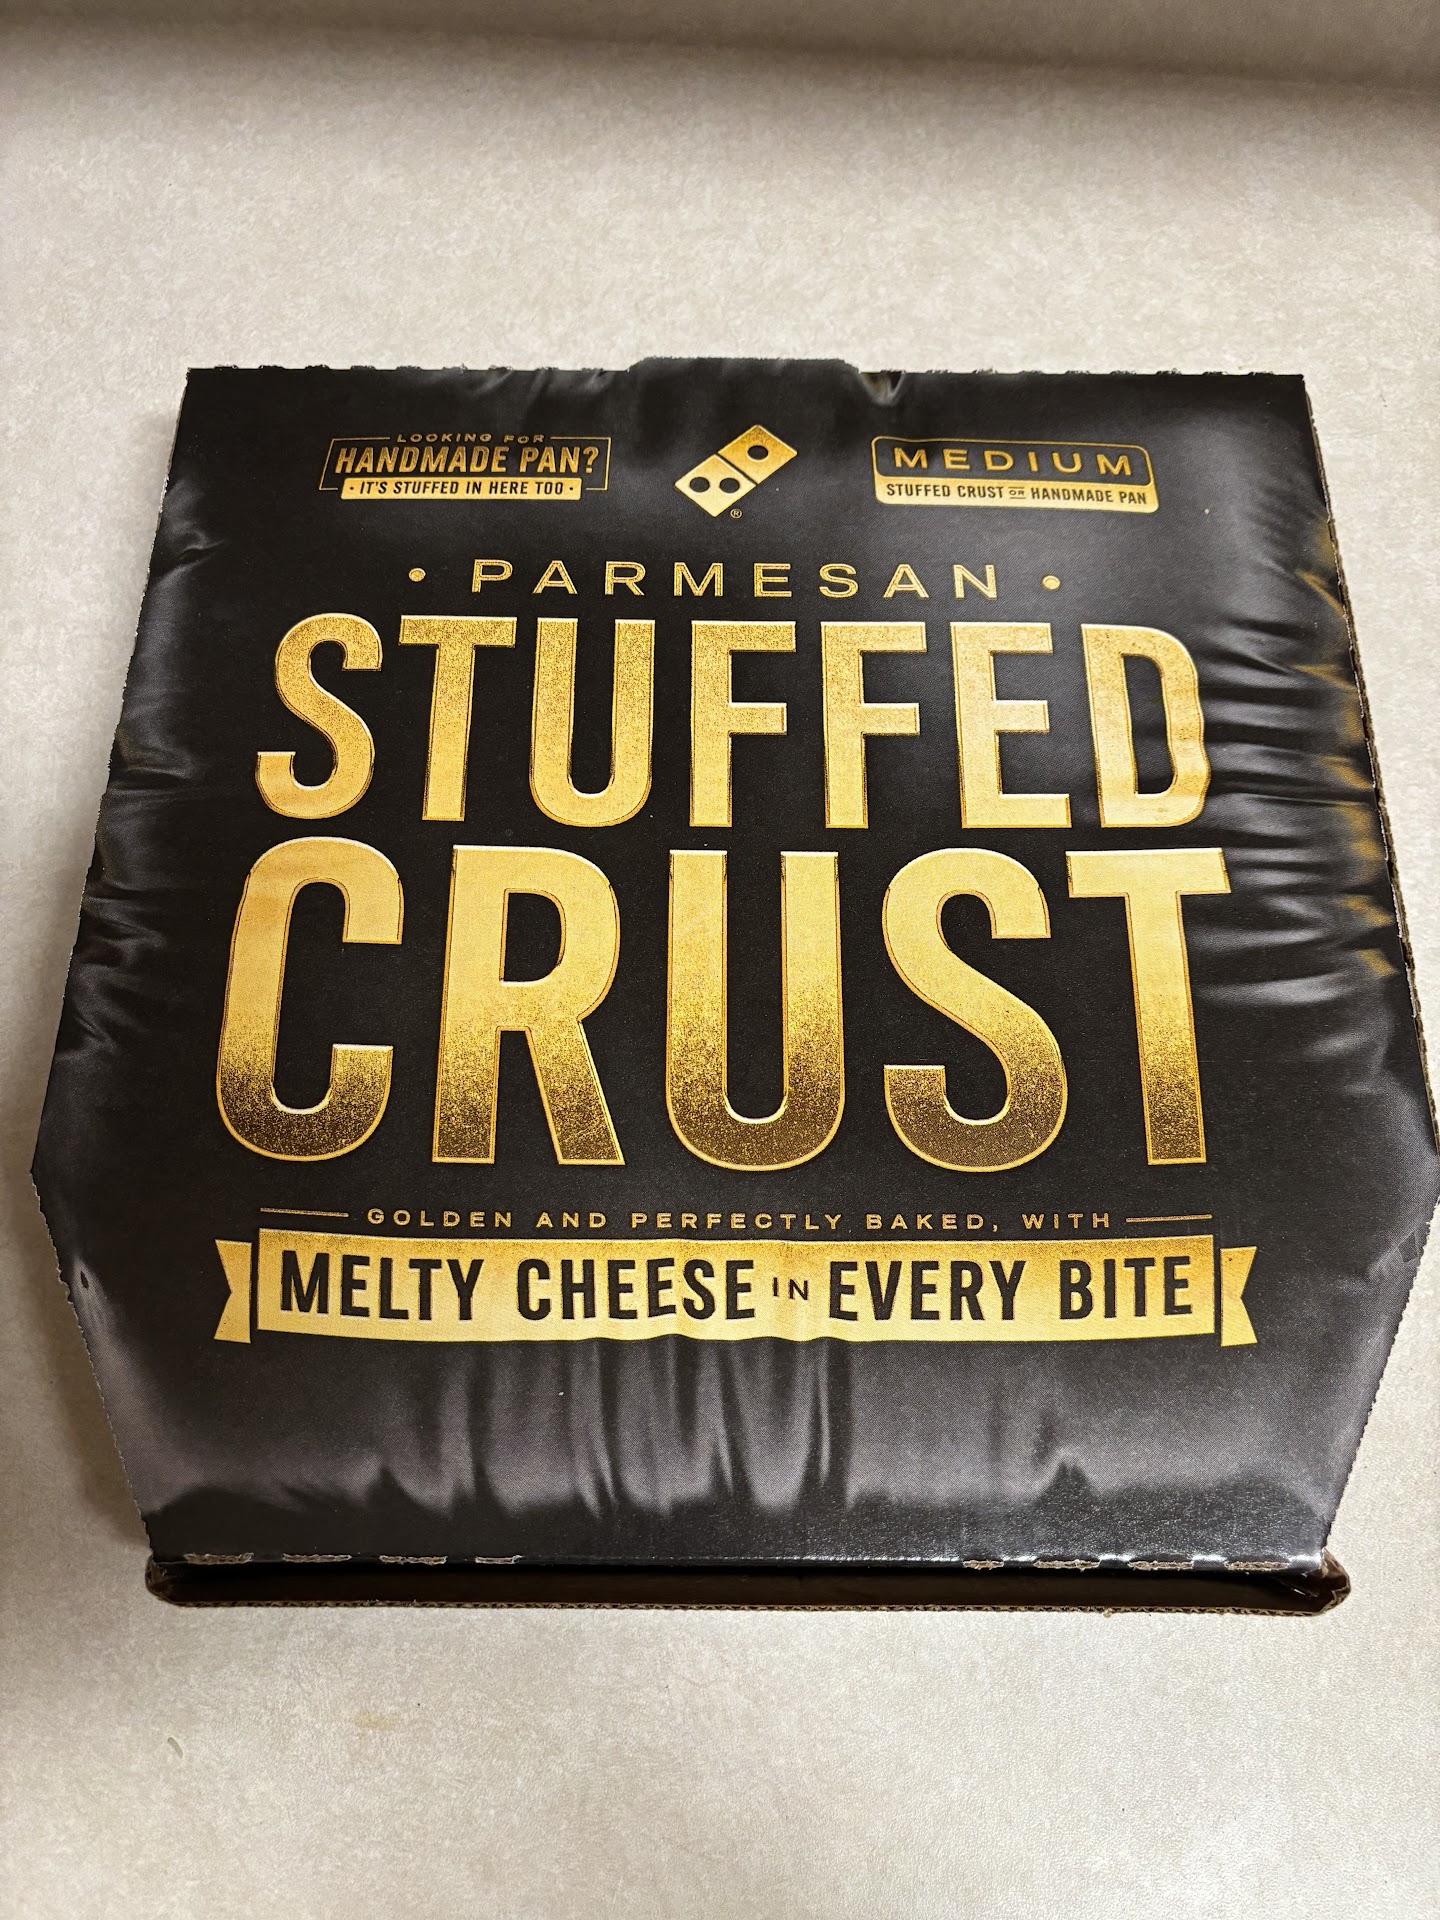 LOOKING FOR
HANDMADE PAN?
• IT'S STUFFED IN HERE TOO •
®
MEDIUM
STUFFED CRUST OR HANDMADE PAN
• PARMESAN •
STUFFED
CRUST
GOLDEN AND PERFECTLY BAKED, WITH
MELTY CHEESE IN EVERY BITE